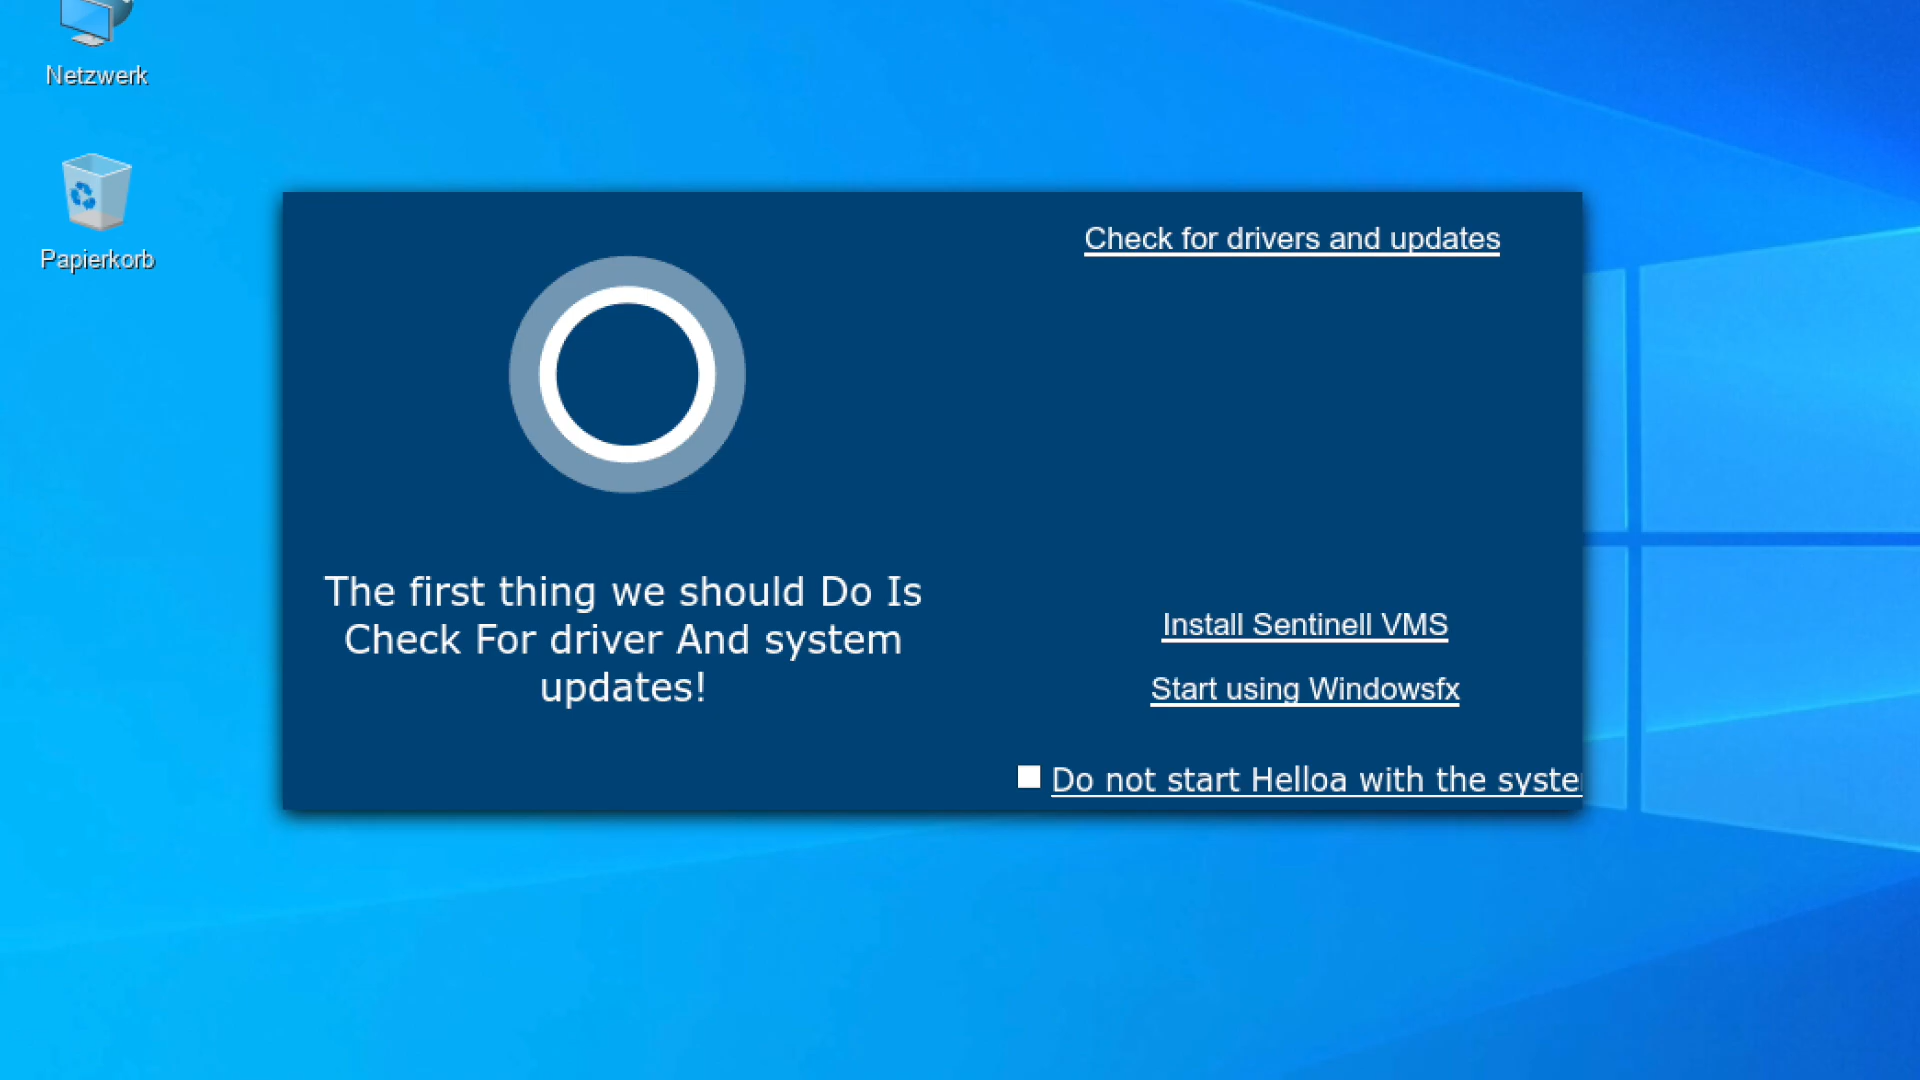 Netzwerk
Papierkorb
Check for drivers and updates
The first thing we should Do Is
Check For driver And system
updates!
Install Sentinell VMS
Start using Windowsfx
Do not start Helloa with the syste